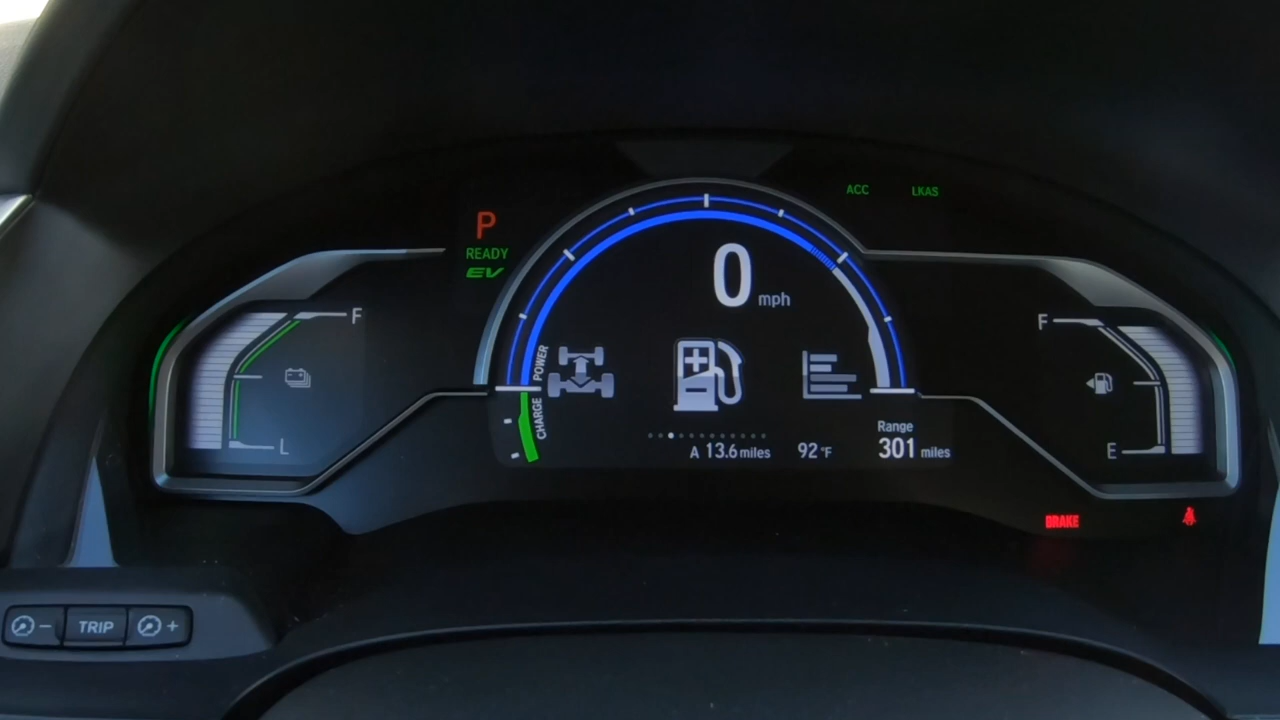 ACC LKAS
P
READY
EV
0 mph
F
F
POWER
CHARGE
L
E
Range
A 13.6 miles 92°F 301 miles
BRAKE
− TRIP +